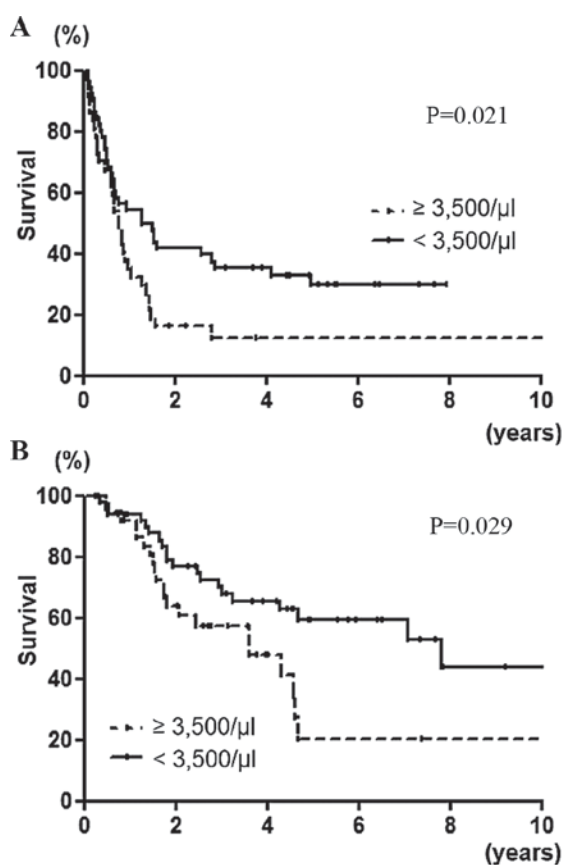 A
(%)
100
80
60
40
20
0
Survival
P=0.021
≥ 3,500/µl
< 3,500/µl
0 2 4 6 8 10
(years)
B
(%)
100
80
60
40
20
0
Survival
P=0.029
≥ 3,500/µl
< 3,500/µl
0 2 4 6 8 10
(years)